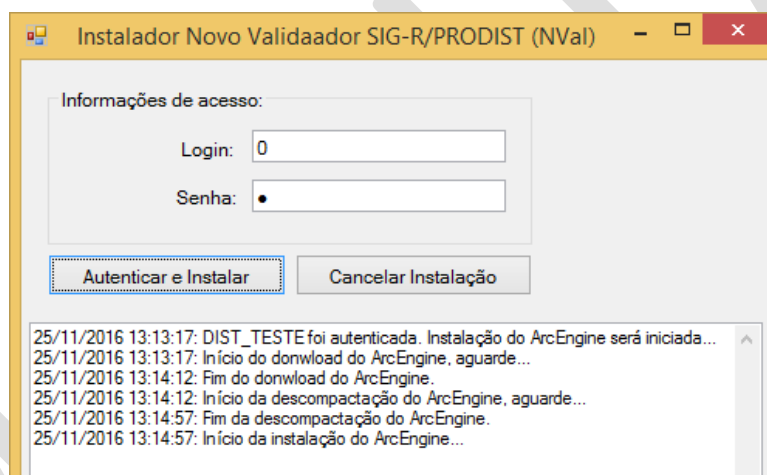 Instalador Novo Validaador SIG-R/PRODIST (NVal)
Informações de acesso:
Login: 0
Senha: ●
Autenticar e Instalar Cancelar Instalação
25/11/2016 13:13:17: DIST_TESTE foi autenticada. Instalação do ArcEngine será iniciada...
25/11/2016 13:13:17: Início do donwload do ArcEngine, aguarde...
25/11/2016 13:14:12: Fim do donwload do ArcEngine.
25/11/2016 13:14:12: Início da descompactação do ArcEngine, aguarde...
25/11/2016 13:14:57: Fim da descompactação do ArcEngine.
25/11/2016 13:14:57: Início da instalação do ArcEngine...